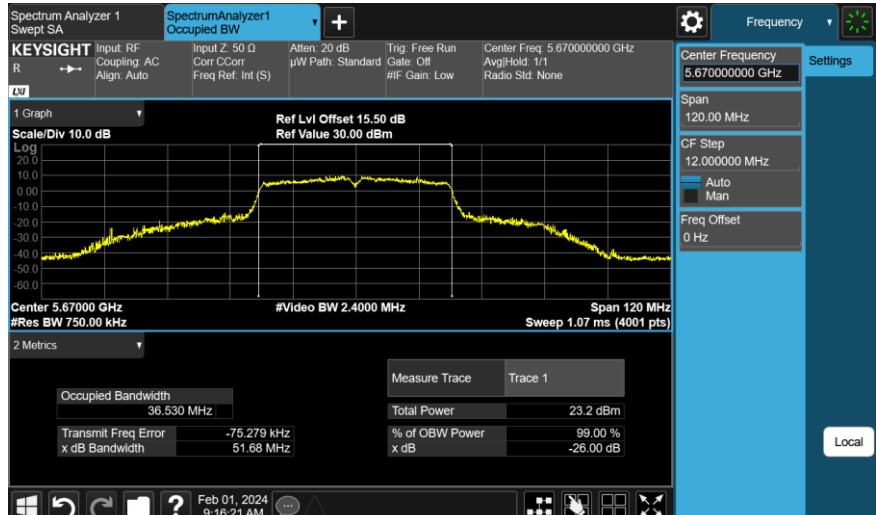 Spectrum Analyzer 1
Swept SA
SpectrumAnalyzer1
Occupied BW
Frequency
KEYSIGHT
R
LXI
Input: RF
Coupling: AC
Align: Auto
Input Z: 50 Ω
Corr CCorr
Freq Ref: Int (S)
Atten: 20 dB
µW Path: Standard
Trig: Free Run
Gate: Off
#IF Gain: Low
Center Freq: 5.670000000 GHz
Avg|Hold: 1/1
Radio Std: None
Center Frequency
5.670000000 GHz
Settings
Span
120.00 MHz
CF Step
12.000000 MHz
Auto
Man
Freq Offset
0 Hz
Local
1 Graph
Scale/Div 10.0 dB
Ref Lvl Offset 15.50 dB
Ref Value 30.00 dBm
Log
20.0
10.0
0.00
-10.0
-20.0
-30.0
-40.0
-50.0
-60.0
Center 5.67000 GHz
#Res BW 750.00 kHz
#Video BW 2.4000 MHz
Span 120 MHz
Sweep 1.07 ms (4001 pts)
2 Metrics
Measure Trace Trace 1
Occupied Bandwidth
36.530 MHz
Total Power 23.2 dBm
Transmit Freq Error -75.279 kHz
% of OBW Power 99.00 %
x dB Bandwidth 51.68 MHz
x dB -26.00 dB
Feb 01, 2024
9:16:21 AM